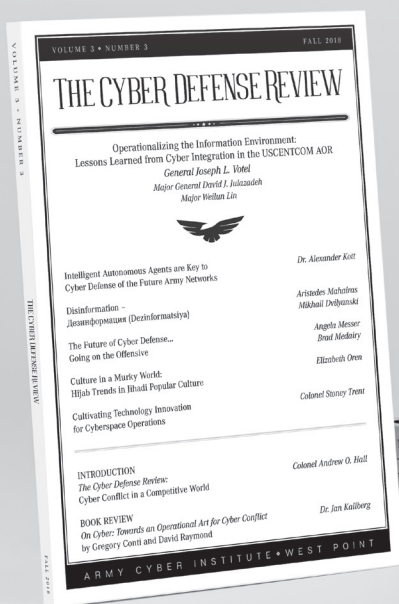 VOLUME 3 ♦ NUMBER 3
FALL 2018
THE CYBER DEFENSE REVIEW
Operationalizing the Information Environment:
Lessons Learned from Cyber Integration in the USCENTCOM AOR
General Joseph L. Votel
Major General David J. Julazadeh
Major Weilun Lin
Intelligent Autonomous Agents are Key to
Cyber Defense of the Future Army Networks
Dr. Alexander Kott
Disinformation –
Дезинформация (Dezinformatsiya)
Aristedes Mahairas
Mikhail Dvilyanski
The Future of Cyber Defense...
Going on the Offensive
Angela Messer
Brad Medairy
Culture in a Murky World:
Hijab Trends in Jihadi Popular Culture
Elizabeth Oren
Cultivating Technology Innovation
for Cyberspace Operations
Colonel Stoney Trent
INTRODUCTION
The Cyber Defense Review:
Cyber Conflict in a Competitive World
Colonel Andrew O. Hall
BOOK REVIEW
On Cyber: Towards an Operational Art for Cyber Conflict
by Gregory Conti and David Raymond
Dr. Jan Kallberg
ARMY CYBER INSTITUTE ♦ WEST POINT
VOLUME 3 ♦ NUMBER 3
THE CYBER DEFENSE REVIEW
FALL 2018